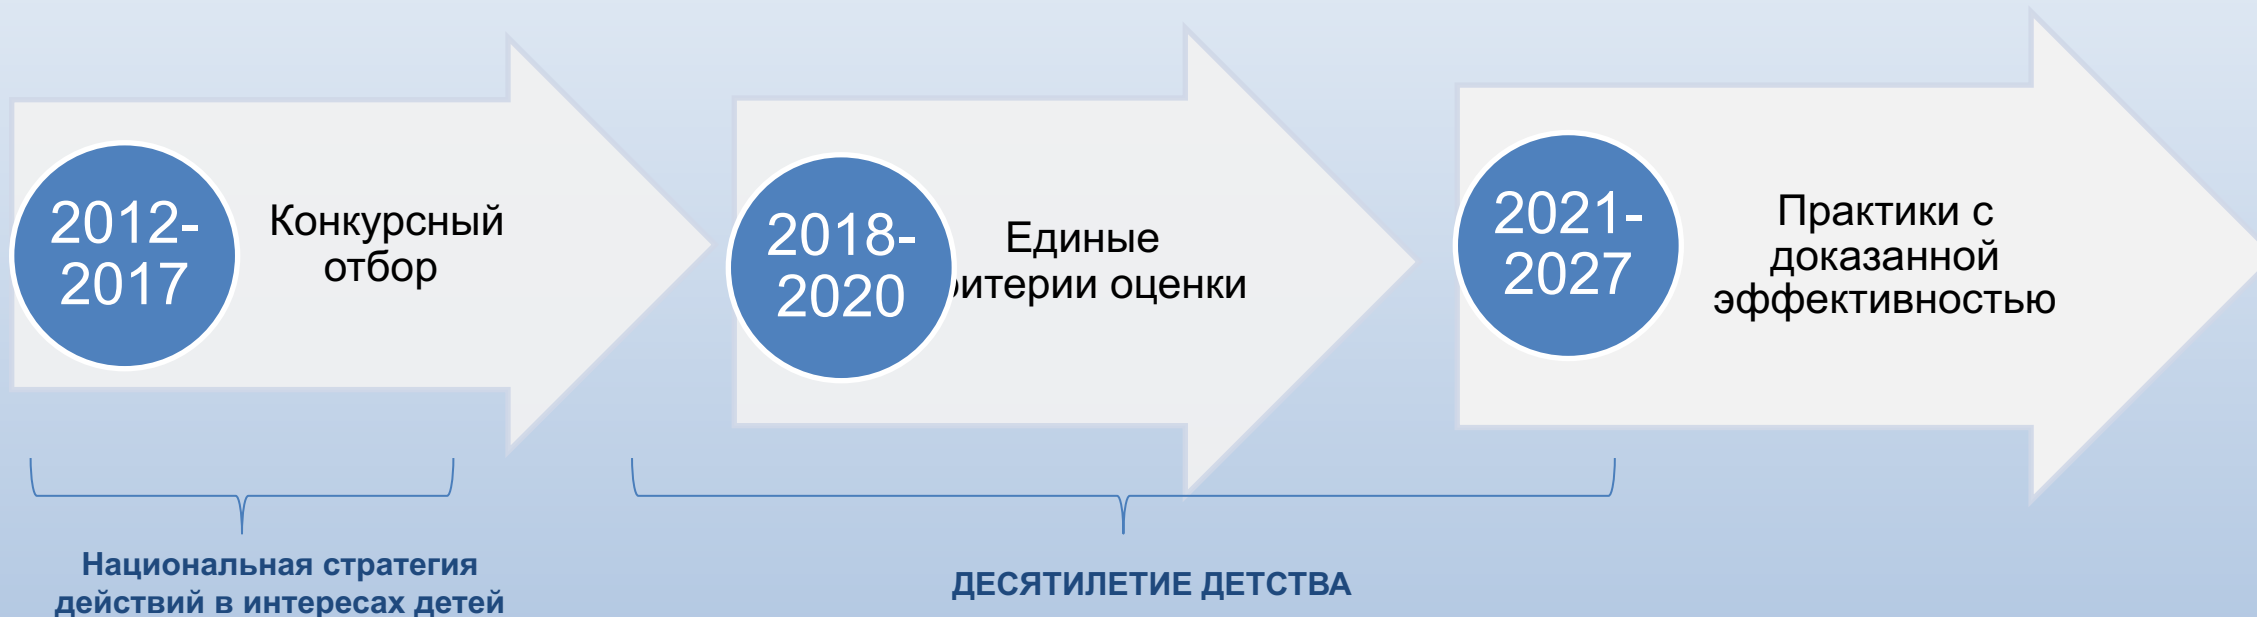 2012-
2017
Конкурсный
отбор
2018-
2020
Единые
ритерии оценки
2021-
2027
Практики с
доказанной
эффективностью
Национальная стратегия
действий в интересах детей
ДЕСЯТИЛЕТИЕ ДЕТСТВА